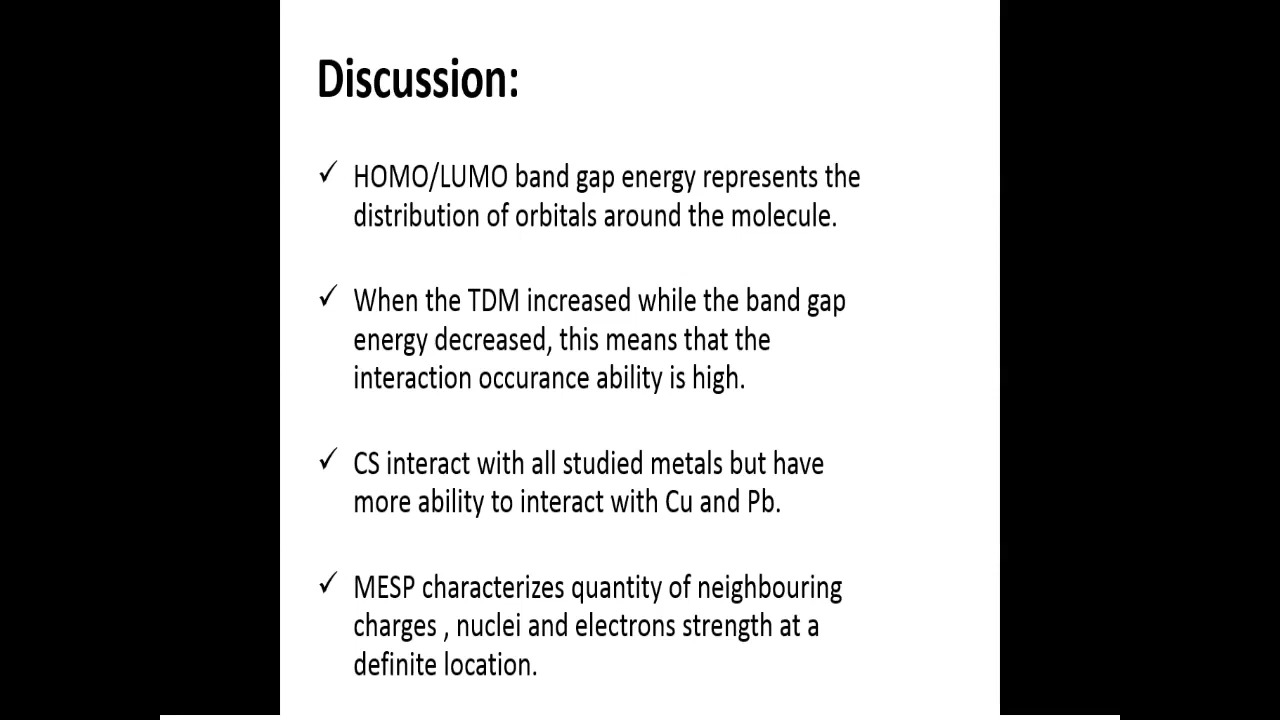 Discussion:
✓ HOMO/LUMO band gap energy represents the
distribution of orbitals around the molecule.
✓ When the TDM increased while the band gap
energy decreased, this means that the
interaction occurance ability is high.
✓ CS interact with all studied metals but have
more ability to interact with Cu and Pb.
✓ MESP characterizes quantity of neighbouring
charges , nuclei and electrons strength at a
definite location.